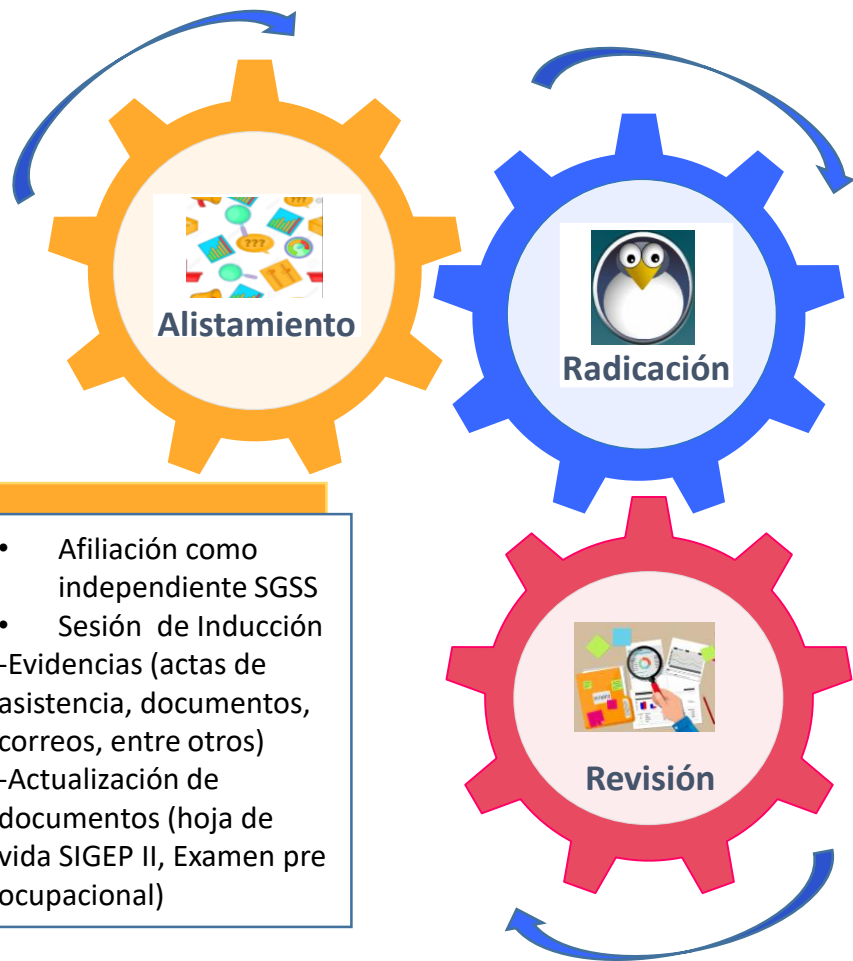 ???
Alistamiento
Radicación
• Afiliación como
independiente SGSS
• Sesión de Inducción
-Evidencias (actas de
asistencia, documentos,
correos, entre otros)
-Actualización de
documentos (hoja de
vida SIGEP II, Examen pre
ocupacional)
Revisión